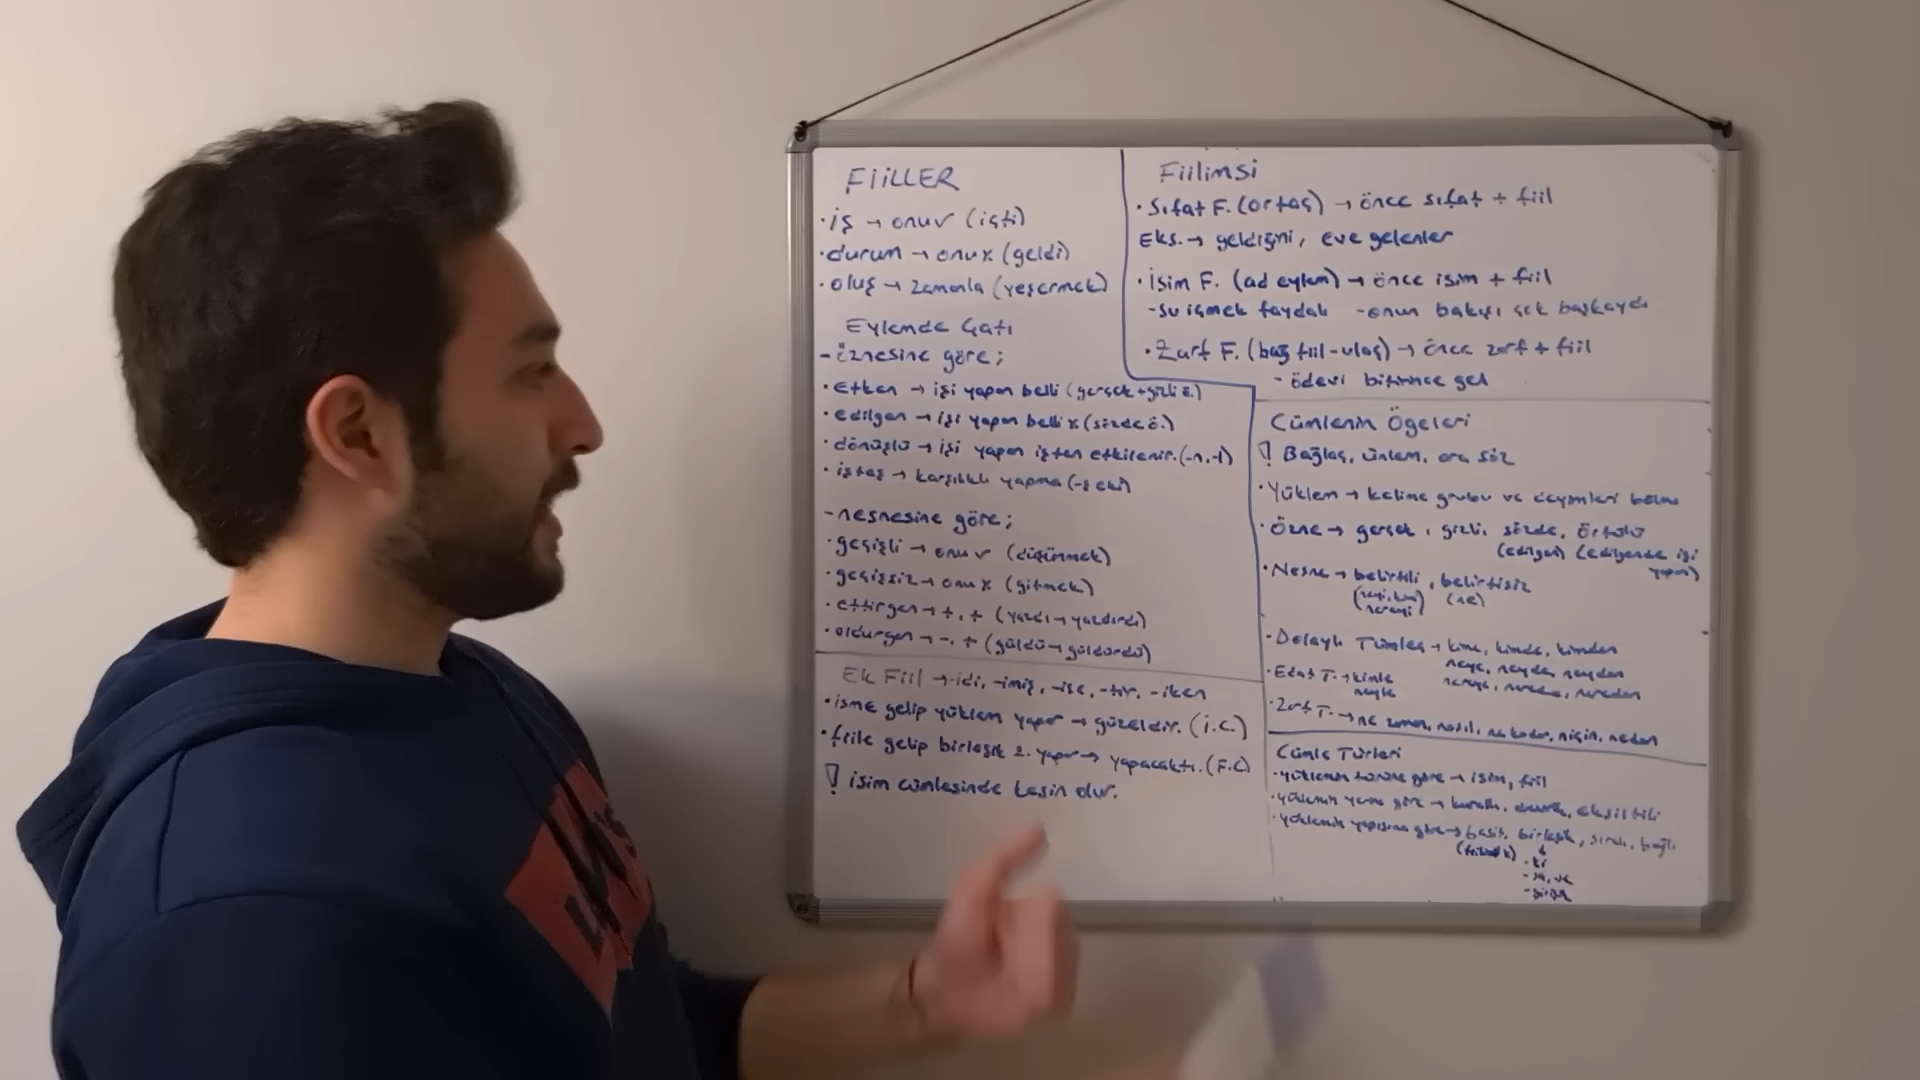 FiiLLER
• iş → onu✓ (içti)
• durum → onu x (geldi)
• oluş → zamanla (yeşermek)
Eylemde Çatı
- öznesine göre;
• etken → işi yapan belli (gerçek + gizli ö.)
• edilgen → işi yapan belli x (sözde ö.)
• dönüşlü → işi yapan işten etkilenir. (-n, -l)
• işteş → karşılıklı yapma (-ş eki)
- nesnesine göre;
• geçişli → onu ✓ (düşünmek)
• geçişsiz → onu x (gitmek)
• ettirgen → +, + (yazdı → yazdırdı)
• oldurgan → -, + (güldü → güldürdü)
Ek Fiil → -idi, -imiş, -ise, -tir, -iken
• isme gelip yüklem yapar → güzeldir. (i.C.)
• fiile gelip birleşik z. yapar → yapacaktı. (F.C)
! isim cümlesinde kesin olur.
Fiilimsi
• Sıfat F. (ortaç) → önce sıfat + fiil
Eks. → geldiğini, eve gelenler
• İsim F. (ad eylem) → önce isim + fiil
- su içmek faydalı - onun bakışı çok başkaydı
• Zarf F. (bağ fiil - ulaç) → önce zarf + fiil
- ödevi bitirince gel
Cümlenin Ögeleri
! Bağlaç, ünlem, ara söz
• Yüklem → kelime grubu ve deyimleri bölme
• Özne → gerçek, gizli, sözde, örtülü
(edilgen) (edilgende işi
yapan)
• Nesne → belirtili, belirtisiz
(neyi, kimi (ne)
nereyi)
• Dolaylı Tümleç → kime, kimde, kimden
neye, neyde, neyden
nereye, nerede, nereden
• Edat T. → kimle
neyle
• Zarf T. → ne zaman, nasıl, ne kadar, niçin, neden
Cümle Türleri
• yüklemin türüne göre → isim, fiil
• yüklemin yerine göre → kurallı, devrik, eksiltili
• yüklemin yapısına göre → basit, birleşik, sıralı, bağlı
- ki